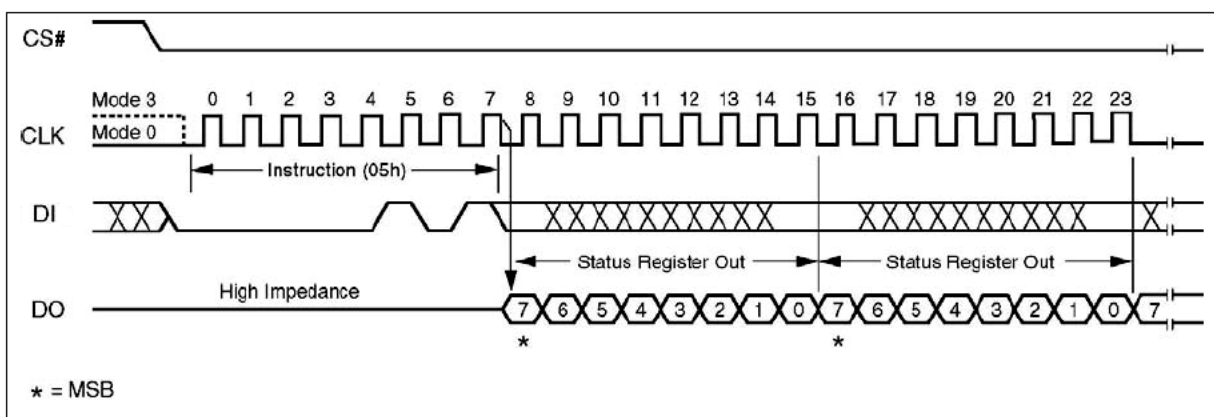 CS#
Mode 3 0 1 2 3 4 5 6 7 8 9 10 11 12 13 14 15 16 17 18 19 20 21 22 23
CLK Mode 0
Instruction (05h)
DI
Status Register Out Status Register Out
High Impedance
DO 7 6 5 4 3 2 1 0 7 6 5 4 3 2 1 0 7
* *
* = MSB